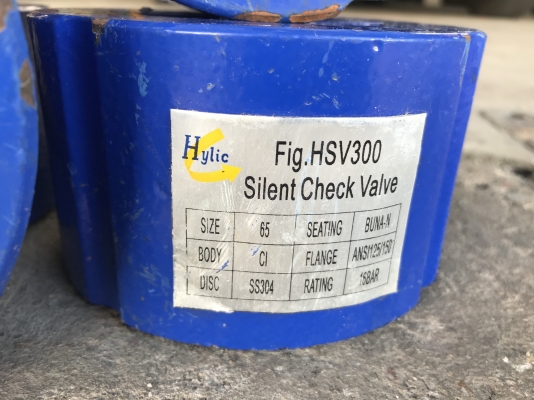 Hylic
Fig.HSV300
Silent Check Valve
SIZE 65 SEATING BUNA-N
BODY CI FLANGE ANSI125/150
DISC SS304 RATING 16BAR